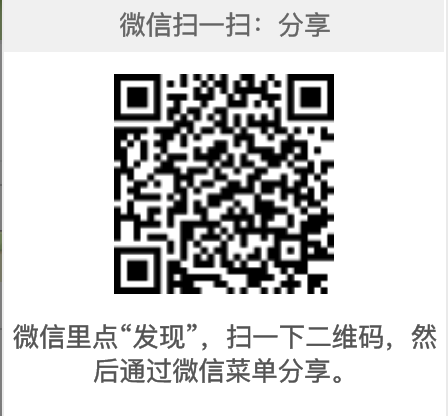 微信扫一扫：分享
微信里点“发现”，扫一下二维码，然
后通过微信菜单分享。